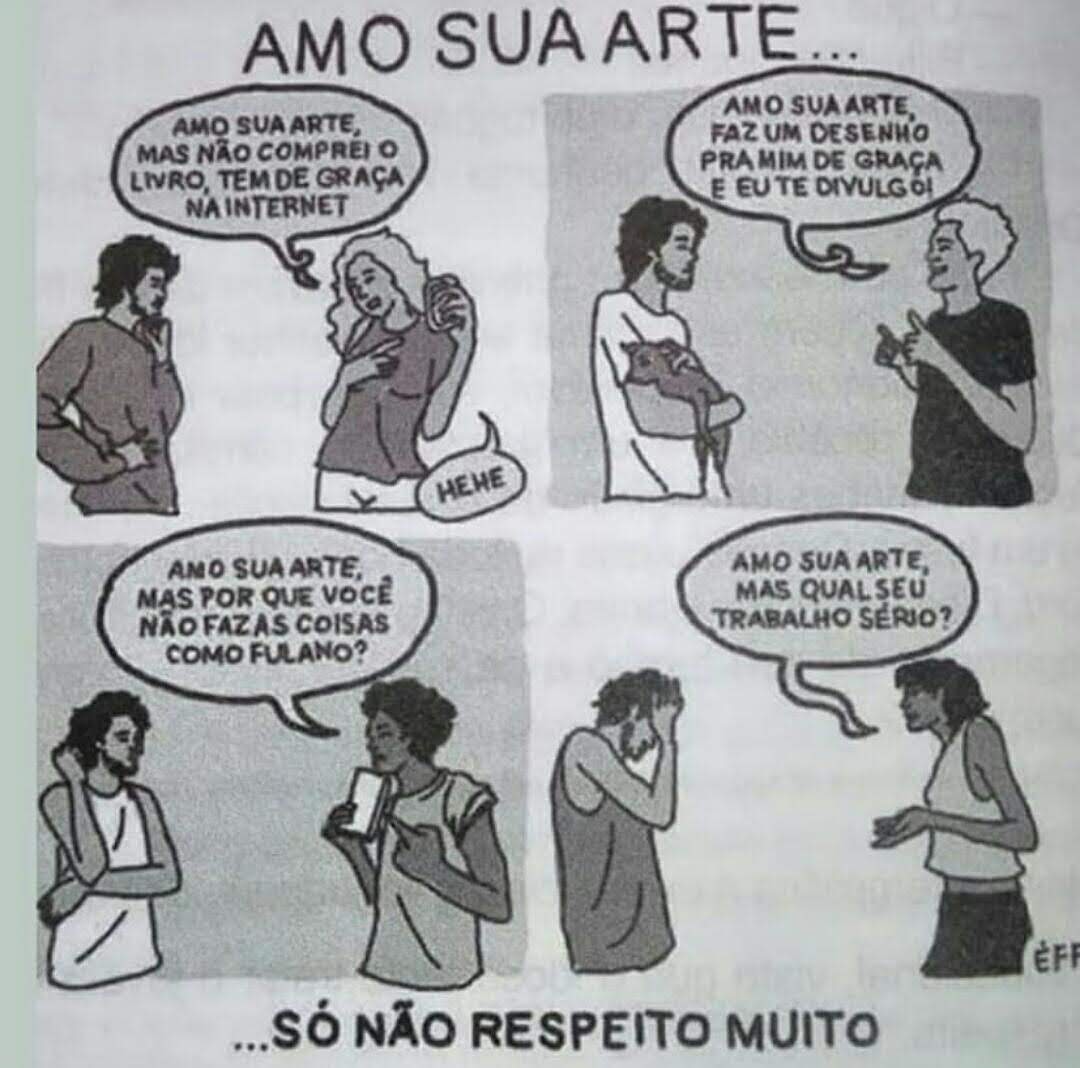 AMO SUA ARTE...
AMO SUA ARTE,
MAS NÃO COMPREI O
LIVRO, TEM DE GRAÇA
NA INTERNET
HEHE
AMO SUA ARTE,
FAZ UM DESENHO
PRA MIM DE GRAÇA
E EU TE DIVULGO!
AMO SUA ARTE,
MAS POR QUE VOCÊ
NÃO FAZ AS COISAS
COMO FULANO?
AMO SUA ARTE,
MAS QUAL SEU
TRABALHO SÉRIO?
ÉFF
...SÓ NÃO RESPEITO MUITO